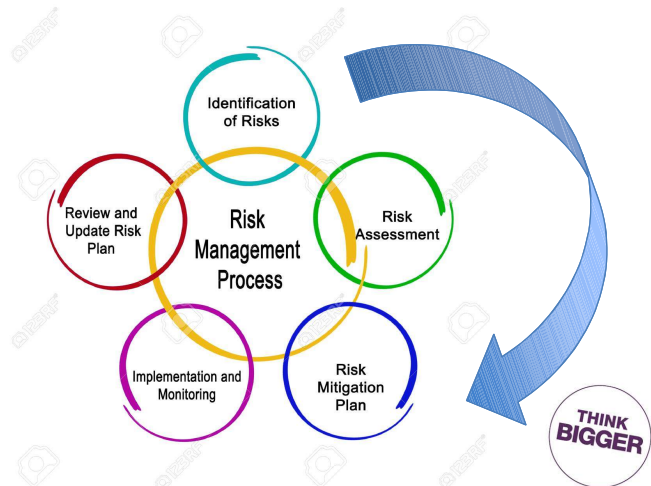 Identification
of Risks
Risk
Assessment
Risk
Mitigation
Plan
Implementation and
Monitoring
Review and
Update Risk
Plan
Risk
Management
Process
THINK
BIGGER